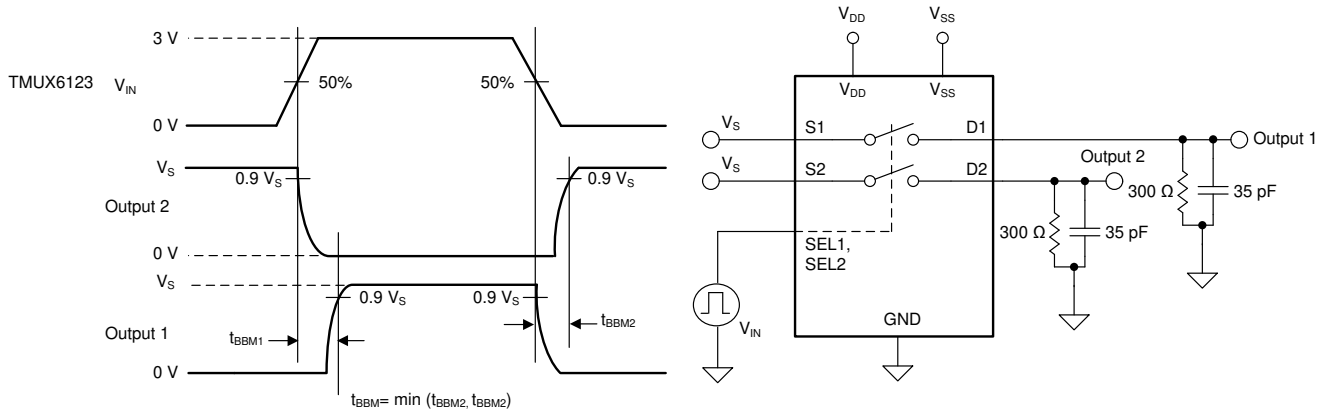 3 V
TMUX6123 V_IN
50%
50%
0 V
V_S
0.9 V_S
0.9 V_S
Output 2
0 V
V_S
0.9 V_S
0.9 V_S
t_BBM2
Output 1
t_BBM1
0 V
t_BBM= min (t_BBM2, t_BBM2)
V_DD
V_SS
V_DD
V_SS
V_S
S1
D1
Output 1
V_S
S2
D2
Output 2
300 Ω
35 pF
300 Ω
35 pF
SEL1,
SEL2
V_IN
GND